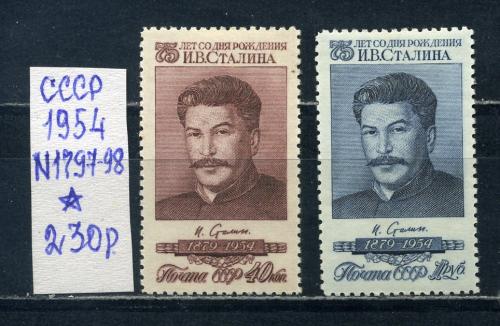 СССР
1954
N1797-98
☆
230р.
75 ЛЕТ СО ДНЯ РОЖДЕНИЯ
И.В.СТАЛИНА
И. Сталин.
1879-1954
Почта СССР 40 коп.
75 ЛЕТ СО ДНЯ РОЖДЕНИЯ
И.В.СТАЛИНА
И. Сталин.
1879-1954
Почта СССР 1 руб.